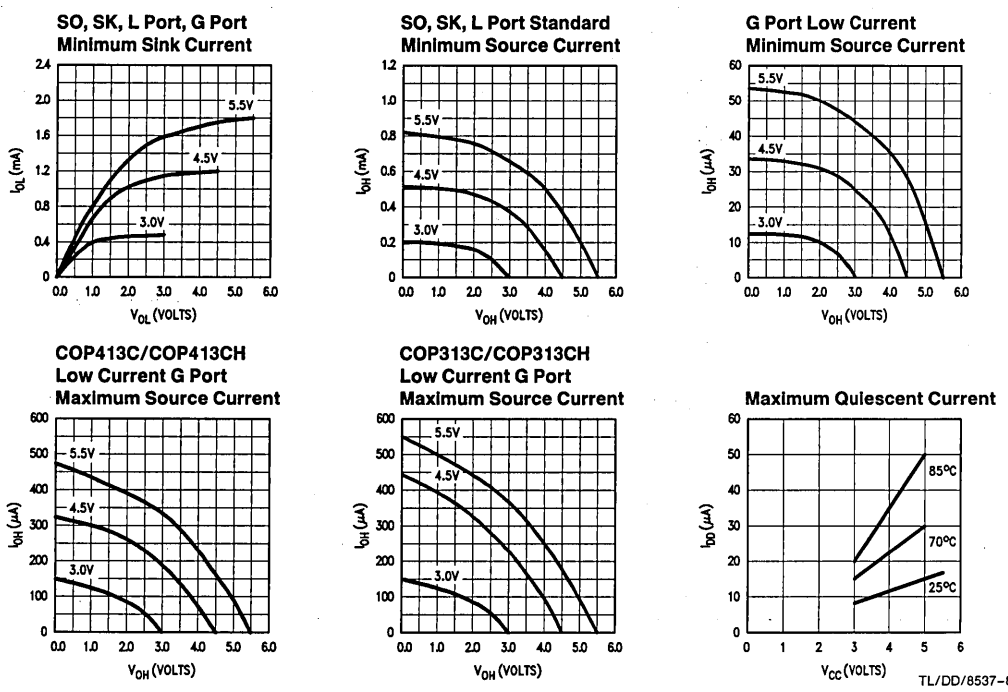 SO, SK, L Port, G Port
Minimum Sink Current
2.4
2.0
1.6
1.2
0.8
0.4
0
I_OL (mA)
5.5V
4.5V
3.0V
0.0 1.0 2.0 3.0 4.0 5.0 6.0
V_OL (VOLTS)
SO, SK, L Port Standard
Minimum Source Current
1.2
1.0
0.8
0.6
0.4
0.2
0
I_OH (mA)
5.5V
4.5V
3.0V
0.0 1.0 2.0 3.0 4.0 5.0 6.0
V_OH (VOLTS)
G Port Low Current
Minimum Source Current
60
50
40
30
20
10
0
I_OH (μA)
5.5V
4.5V
3.0V
0.0 1.0 2.0 3.0 4.0 5.0 6.0
V_OH (VOLTS)
COP413C/COP413CH
Low Current G Port
Maximum Source Current
600
500
400
300
200
100
0
I_OH (μA)
5.5V
4.5V
3.0V
0.0 1.0 2.0 3.0 4.0 5.0 6.0
V_OH (VOLTS)
COP313C/COP313CH
Low Current G Port
Maximum Source Current
600
500
400
300
200
100
0
I_OH (μA)
5.5V
4.5V
3.0V
0.0 1.0 2.0 3.0 4.0 5.0 6.0
V_OH (VOLTS)
Maximum Quiescent Current
60
50
40
30
20
10
0
I_DD (μA)
85°C
70°C
25°C
0 1 2 3 4 5 6
V_CC (VOLTS)
TL/DD/8537-